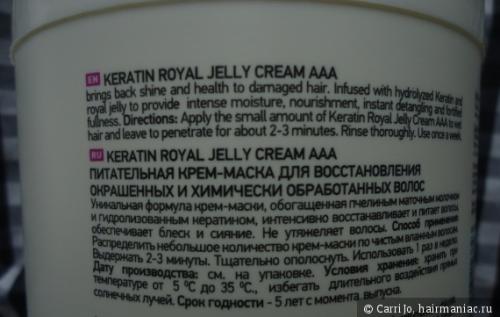 EN KERATIN ROYAL JELLY CREAM AAA
brings back shine and health to damaged hair. Infused with hydrolyzed Keratin and
royal jelly to provide intense moisture, nourishment, instant detangling and fortified
fullness. Directions: Apply the small amount of Keratin Royal Jelly Cream AAA to wet
hair and leave to penetrate for about 2-3 minutes. Rinse thoroughly. Use once a week.
RU KERATIN ROYAL JELLY CREAM AAA
ПИТАТЕЛЬНАЯ КРЕМ-МАСКА ДЛЯ ВОССТАНОВЛЕНИЯ
ОКРАШЕННЫХ И ХИМИЧЕСКИ ОБРАБОТАННЫХ ВОЛОС
Уникальная формула крем-маски, обогащенная пчелиным маточным молочком
и гидролизованным кератином, интенсивно восстанавливает и питает волосы,
обеспечивает блеск и сияние. Не утяжеляет волосы. Способ применения:
Распределить небольшое количество крем-маски по чистым влажным волосам.
Выдержать 2-3 минуты. Тщательно ополоснуть. Использовать 1 раз в неделю.
Дату производства: см. на упаковке. Условия хранения: хранить при
температуре от 5 °С до 35 °С., избегать длительного воздействия прямых
солнечных лучей. Срок годности - 5 лет с момента выпуска.
© Carri Jo, hairmaniac.ru